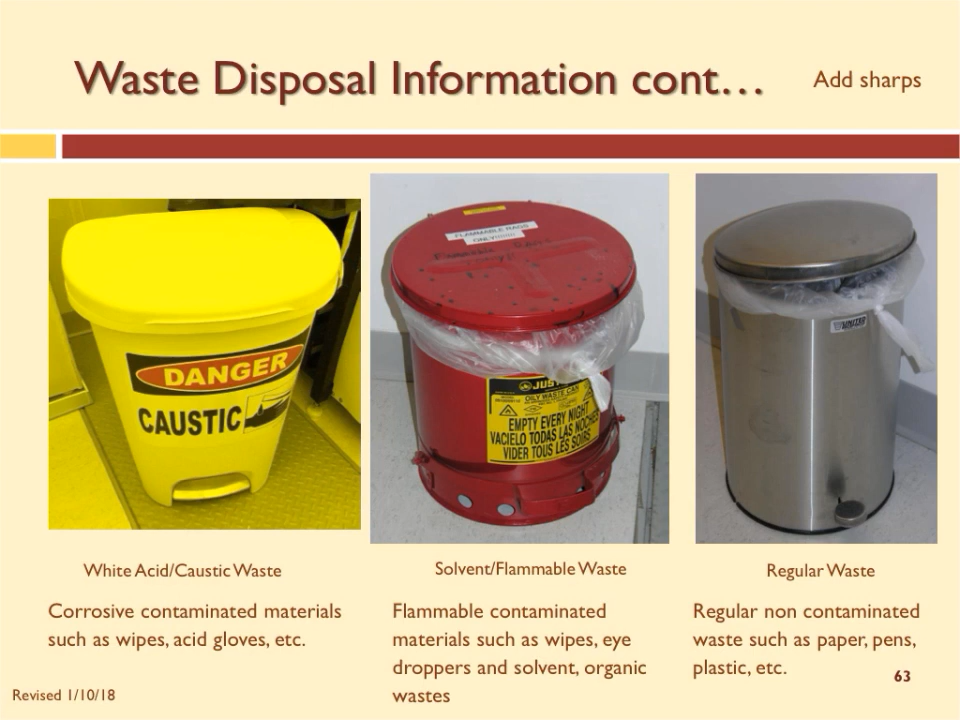 Waste Disposal Information cont…
Add sharps
DANGER
CAUSTIC
FLAMMABLE RAGS
ONLY
OILY WASTE CAN
EMPTY EVERY NIGHT
VACIELO TODAS LAS NOCHES
VIDER TOUS LES SOIRS
UNITED
White Acid/Caustic Waste
Solvent/Flammable Waste
Regular Waste
Corrosive contaminated materials
such as wipes, acid gloves, etc.
Flammable contaminated
materials such as wipes, eye
droppers and solvent, organic
wastes
Regular non contaminated
waste such as paper, pens,
plastic, etc.
63
Revised 1/10/18